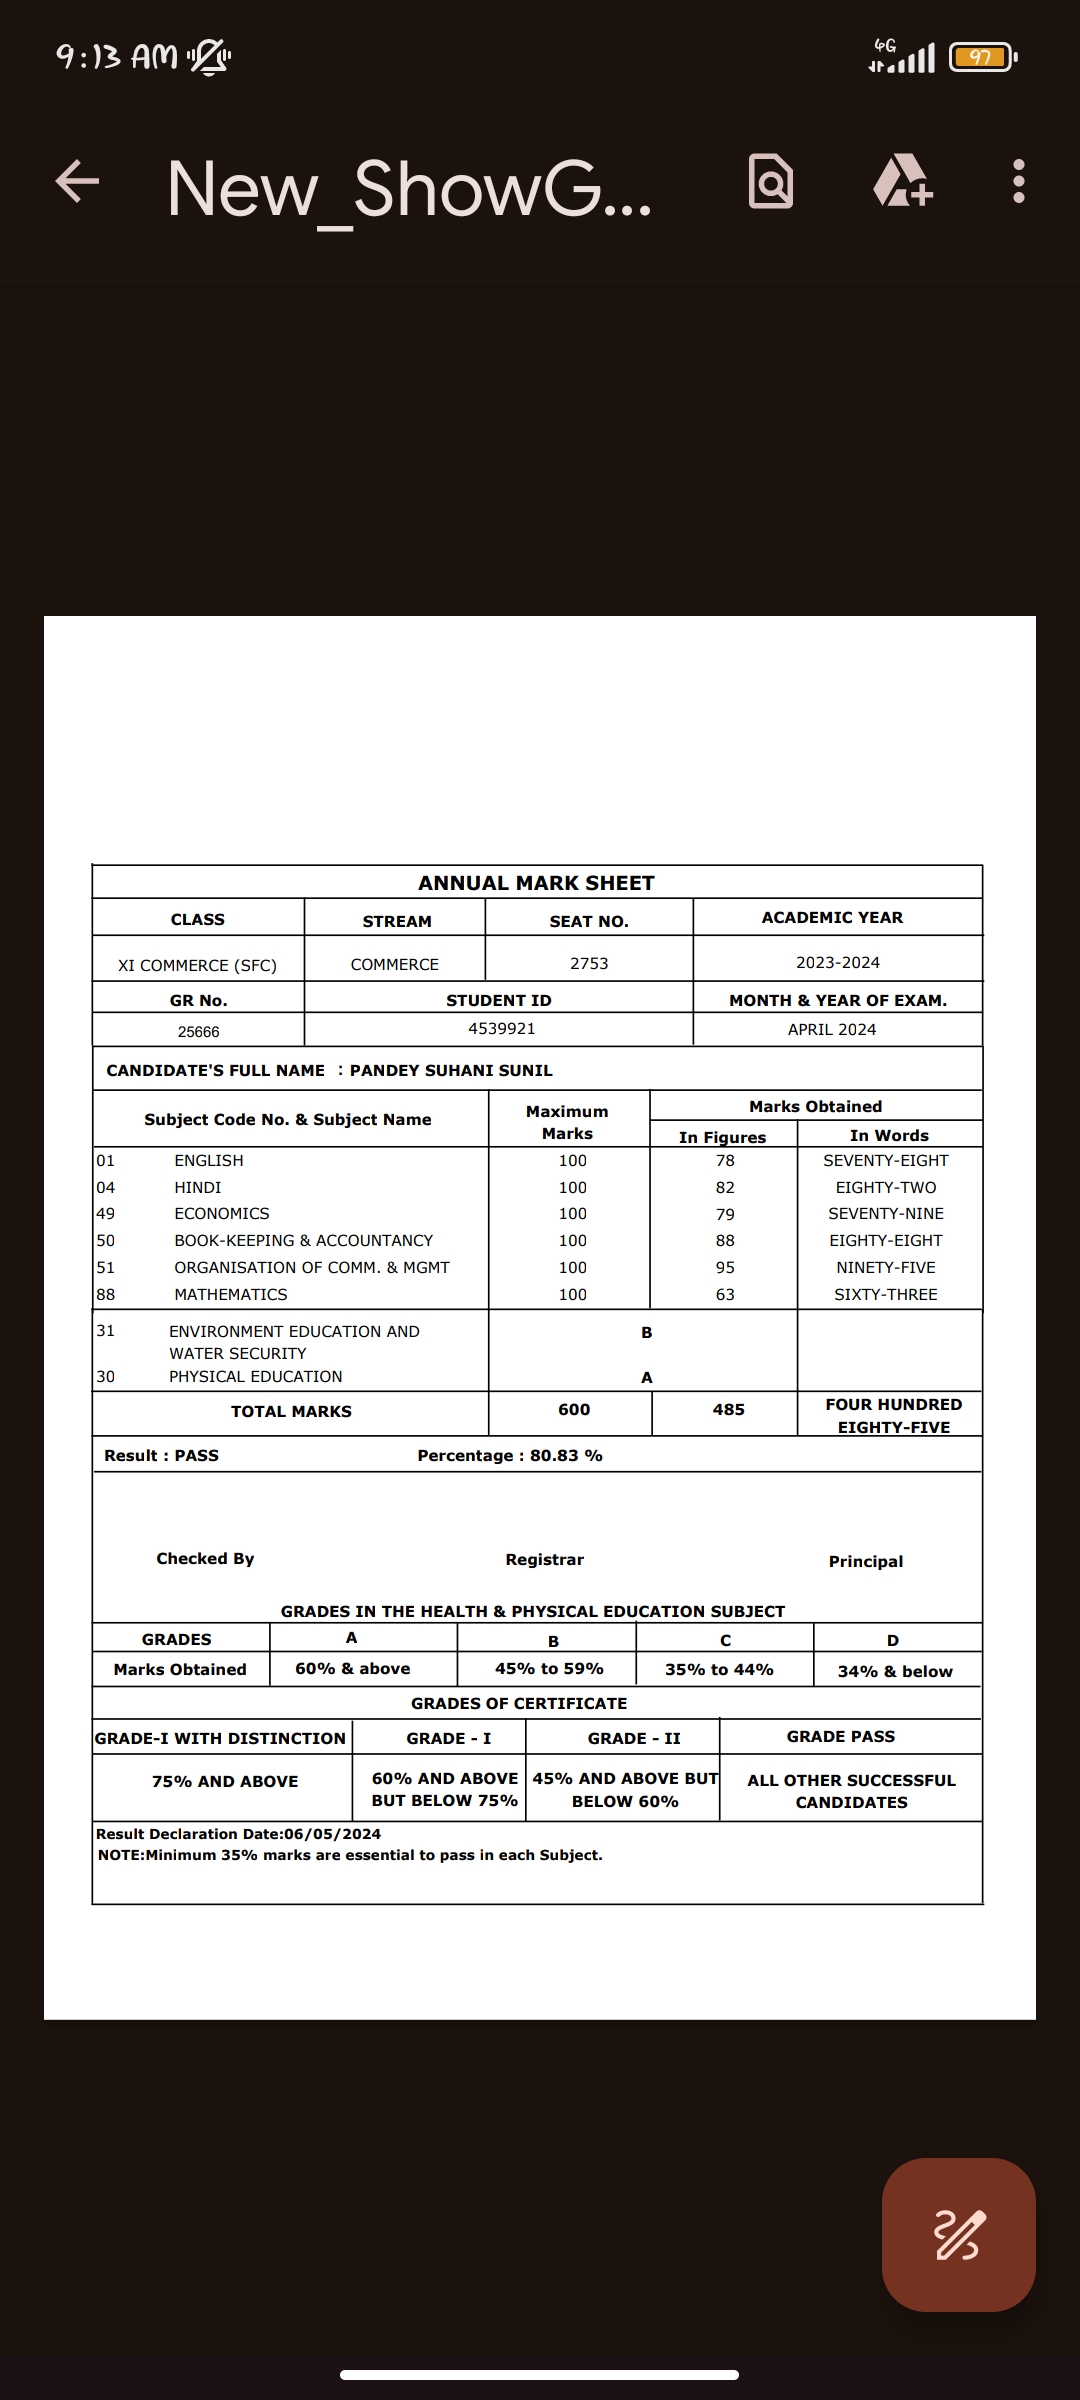 9:13 AM 4G 97
New_ShowG...
ANNUAL MARK SHEET
CLASS STREAM SEAT NO. ACADEMIC YEAR
XI COMMERCE (SFC) COMMERCE 2753 2023-2024
GR No. STUDENT ID MONTH & YEAR OF EXAM.
25666 4539921 APRIL 2024
CANDIDATE'S FULL NAME : PANDEY SUHANI SUNIL
Subject Code No. & Subject Name Maximum Marks Marks Obtained
In Figures In Words
01 ENGLISH 100 78 SEVENTY-EIGHT
04 HINDI 100 82 EIGHTY-TWO
49 ECONOMICS 100 79 SEVENTY-NINE
50 BOOK-KEEPING & ACCOUNTANCY 100 88 EIGHTY-EIGHT
51 ORGANISATION OF COMM. & MGMT 100 95 NINETY-FIVE
88 MATHEMATICS 100 63 SIXTY-THREE
31 ENVIRONMENT EDUCATION AND B
WATER SECURITY
30 PHYSICAL EDUCATION A
TOTAL MARKS 600 485 FOUR HUNDRED
EIGHTY-FIVE
Result : PASS Percentage : 80.83 %
Checked By Registrar Principal
GRADES IN THE HEALTH & PHYSICAL EDUCATION SUBJECT
GRADES A B C D
Marks Obtained 60% & above 45% to 59% 35% to 44% 34% & below
GRADES OF CERTIFICATE
GRADE-I WITH DISTINCTION GRADE - I GRADE - II GRADE PASS
75% AND ABOVE 60% AND ABOVE 45% AND ABOVE BUT ALL OTHER SUCCESSFUL
BUT BELOW 75% BELOW 60% CANDIDATES
Result Declaration Date:06/05/2024
NOTE:Minimum 35% marks are essential to pass in each Subject.